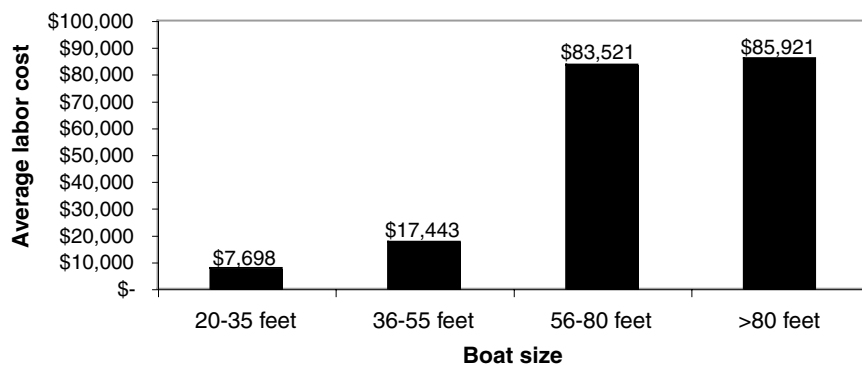 Average labor cost
$100,000
$90,000
$80,000
$70,000
$60,000
$50,000
$40,000
$30,000
$20,000
$10,000
$-
$7,698
$17,443
$83,521
$85,921
20-35 feet
36-55 feet
56-80 feet
>80 feet
Boat size